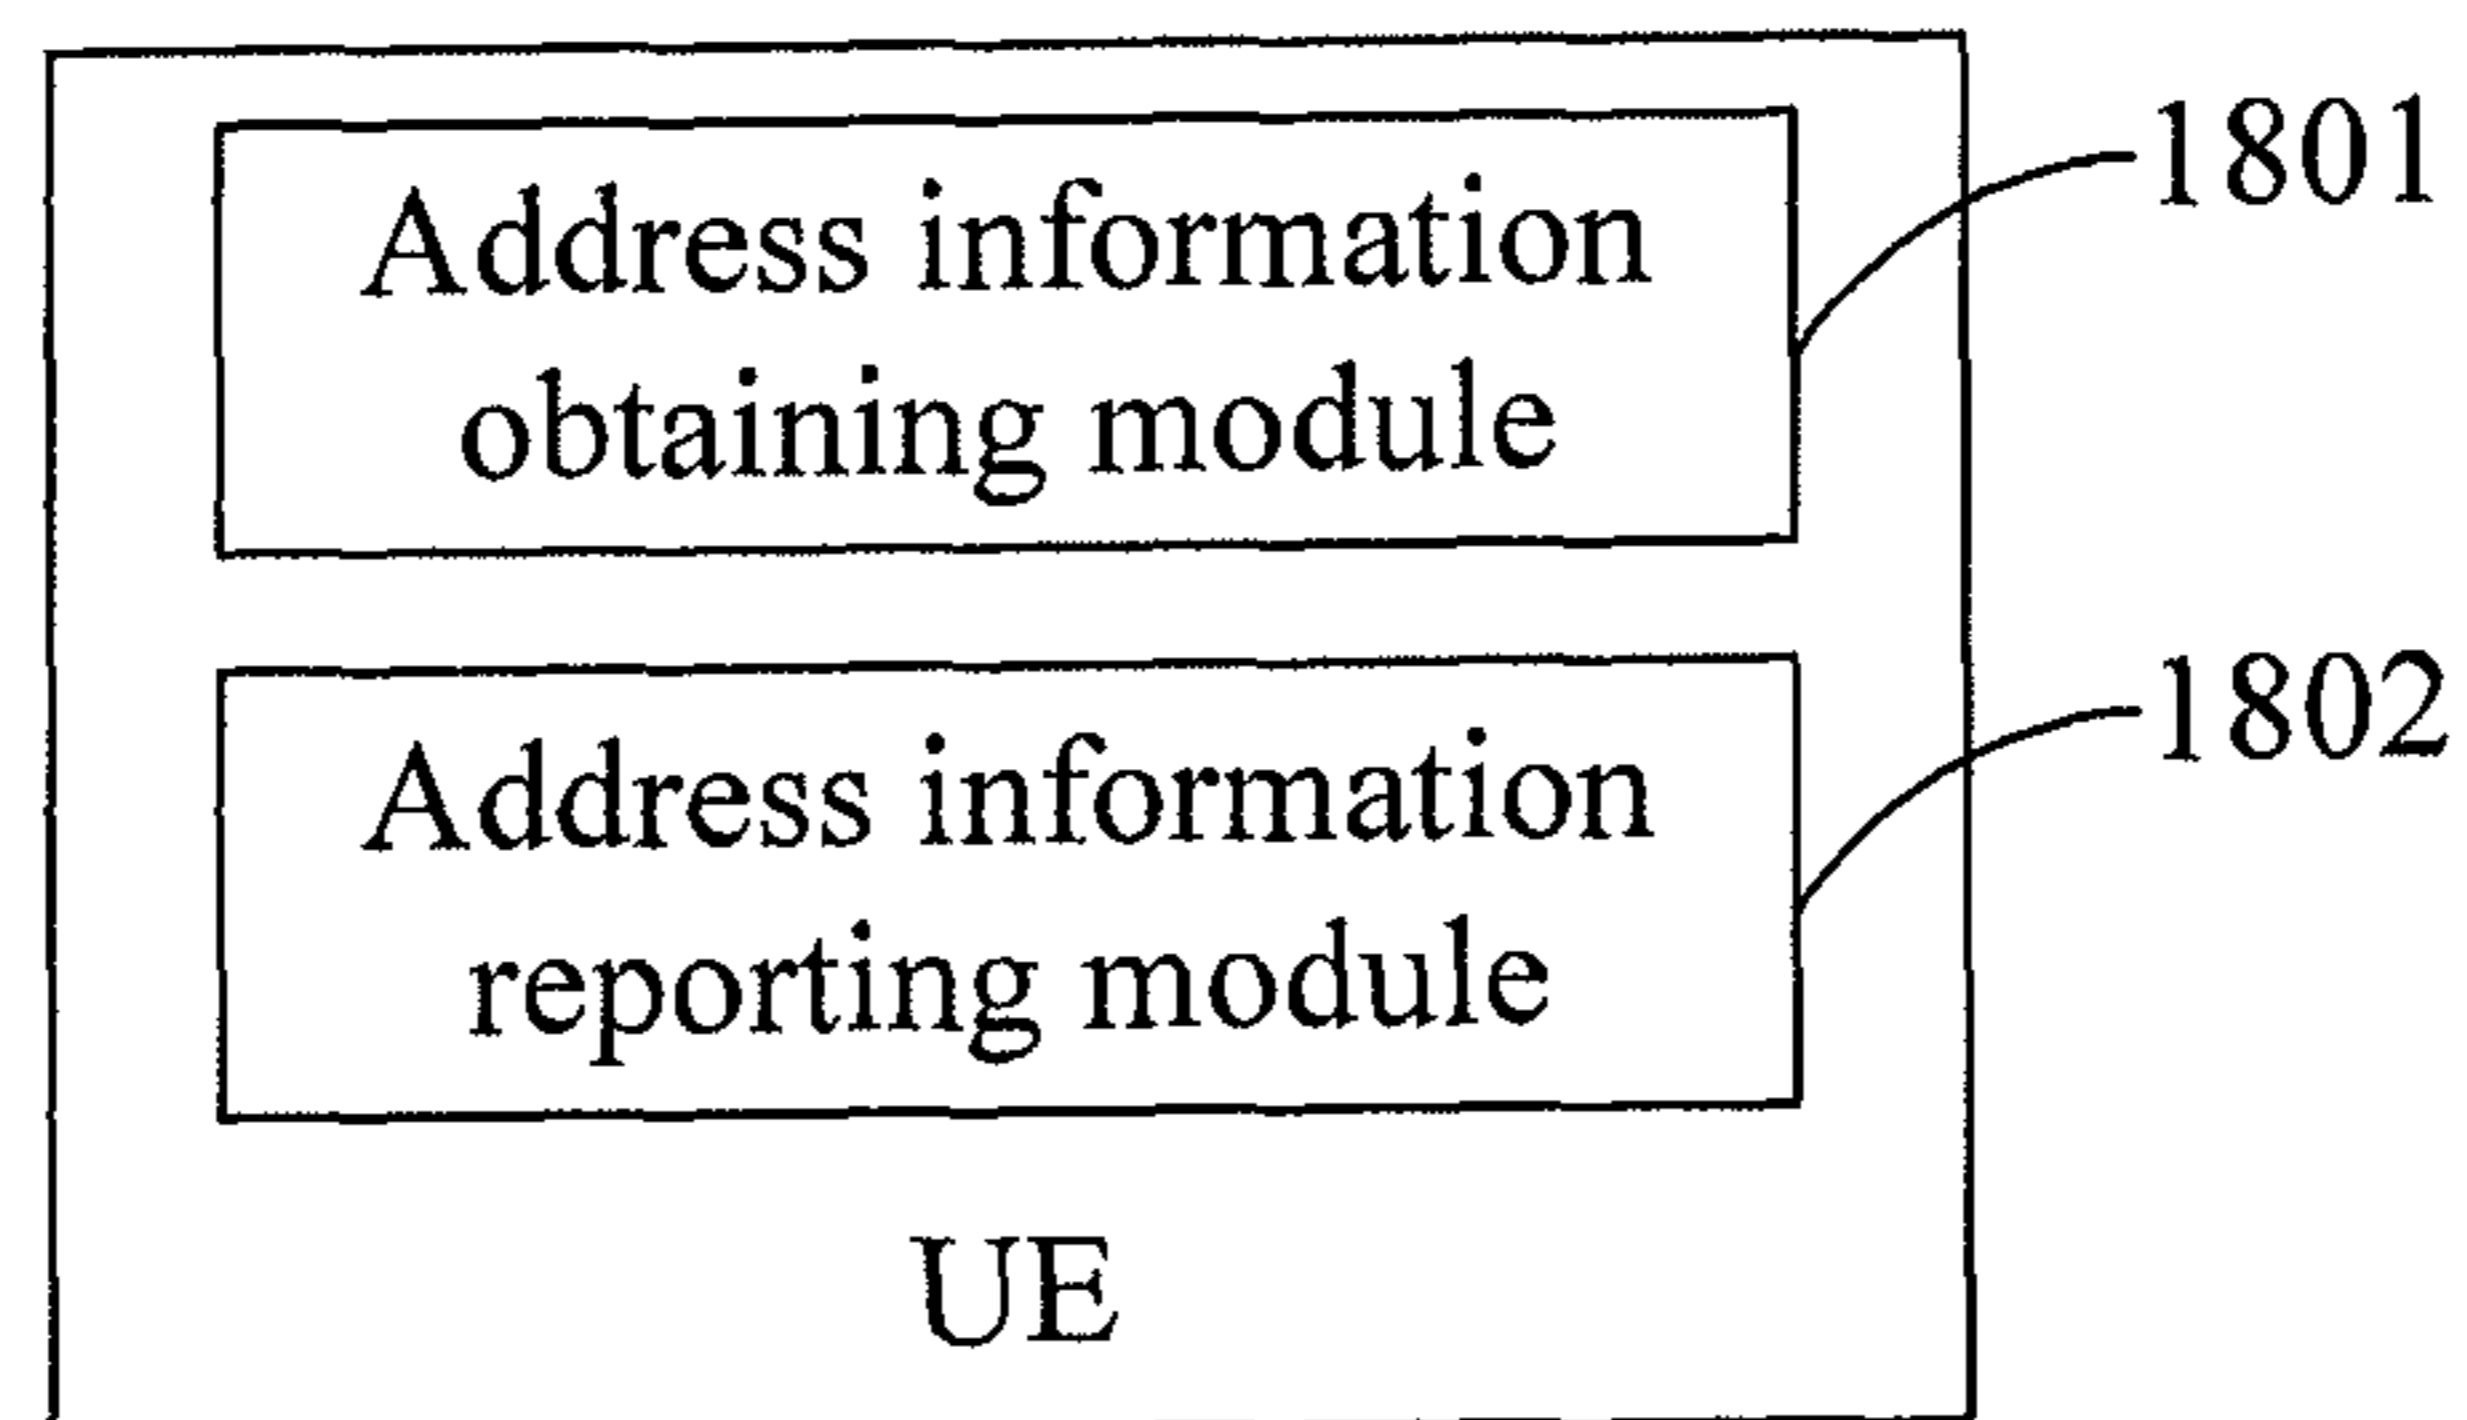 Address information
obtaining module
1801
Address information
reporting module
1802
UE